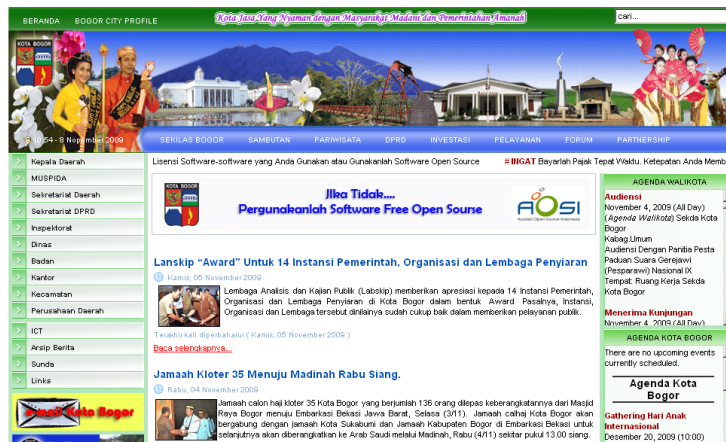 BERANDA BOGOR CITY PROFILE
Kota Jasa Yang Nyaman dengan Masyarakat Madani dan Pemerintahan Amanah
cari...
KOTA BOGOR
54 - 8 Nopember 2009
SEKILAS BOGOR SAMBUTAN PARIWISATA DPRD INVESTASI PELAYANAN FORUM PARTNERSHIP
Lisensi Software-software yang Anda Gunakan atau Gunakanlah Software Open Source # INGAT Bayarlah Pajak Tepat Waktu. Ketepatan Anda Memb
Kepala Daerah
MUSPIDA
Sekretariat Daerah
Sekretariat DPRD
Inspektorat
Dinas
Badan
Kantor
Kecamatan
Perusahaan Daerah
ICT
Arsip Berita
Sunda
Links
e-mail Kota Bogor
KOTA BOGOR
JIka Tidak....
Pergunakanlah Software Free Open Sourse
AOSI
Asosiasi Open Source Indonesia
Lanskip “Award” Untuk 14 Instansi Pemerintah, Organisasi dan Lembaga Penyiaran
Kamis, 05 November 2009
Lembaga Analisis dan Kajian Publik (Labskip) memberikan apresiasi kepada 14 Instansi Pemerintah,
Organisasi dan Lembaga Penyiaran di Kota Bogor dalam bentuk Award Pasalnya, Instansi,
Organisasi dan Lembaga tersebut dinilainya sudah cukup baik dalam memberikan pelayanan publik.
Terakhir kali diperbaharui ( Kamis, 05 November 2009 )
Baca selengkapnya...
Jamaah Kloter 35 Menuju Madinah Rabu Siang.
Rabu, 04 November 2009
Jamaah calon haji kloter 35 Kota Bogor yang berjumlah 136 orang dilepas keberangkatannya dari Masjid
Raya Bogor menuju Embarkasi Bekasi Jawa Barat, Selasa (3/11). Jamaah calhaj Kota Bogor akan
bergabung dengan jamaah Kota Sukabumi dan Jamaah Kabupaten Bogor di Embarkasi Bekasi untuk
selanjutnya akan diberangkatkan ke Arab Saudi melalui Madinah, Rabu (4/11) sekitar pukul 13.00 siang.
AGENDA WALIKOTA
Audiensi
November 4, 2009 (All Day)
(Agenda Walikota) Sekda Kota
Bogor
Kabag.Umum
Audiensi Dengan Panitia Pesta
Paduan Suara Gerejawi
(Pesparawi) Nasional IX
Tempat: Ruang Kerja Sekda
Kota Bogor
Menerima Kunjungan
November 4, 2009 (All Day)
AGENDA KOTA BOGOR
There are no upcoming events
currently scheduled.
Agenda Kota
Bogor
Gathering Hari Anak
Internasional
Desember 20, 2009 (10:00)